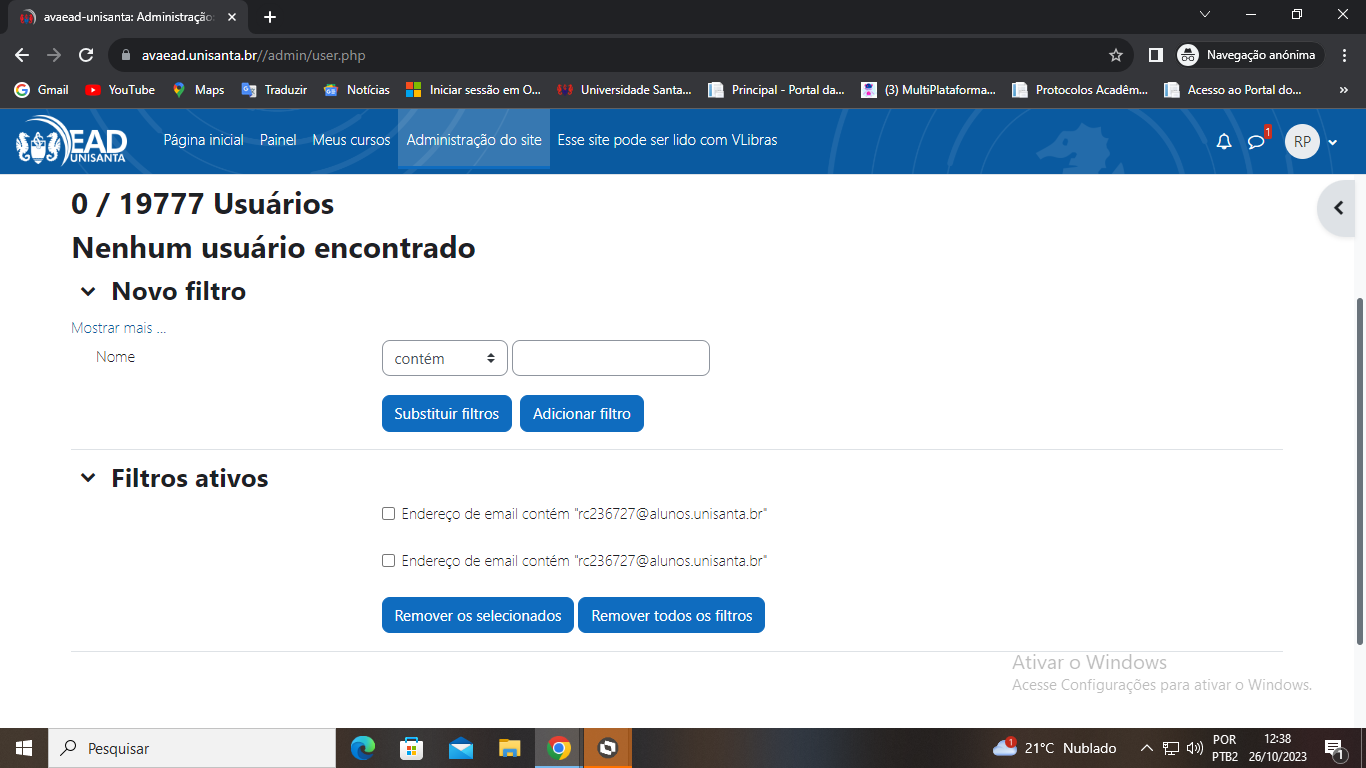 avaead-unisanta: Administração:
avaead.unisanta.br//admin/user.php
Navegação anónima
Gmail
YouTube
Maps
Traduzir
Notícias
Iniciar sessão em O...
Universidade Santa...
Principal - Portal da...
(3) MultiPlataforma...
Protocolos Acadêm...
Acesso ao Portal do...
»
EAD
UNISANTA
Página inicial
Painel
Meus cursos
Administração do site
Esse site pode ser lido com VLibras
1
RP
0 / 19777 Usuários
Nenhum usuário encontrado
Novo filtro
Mostrar mais ...
Nome
contém
Substituir filtros
Adicionar filtro
Filtros ativos
Endereço de email contém "rc236727@alunos.unisanta.br"
Endereço de email contém "rc236727@alunos.unisanta.br"
Remover os selecionados
Remover todos os filtros
Ativar o Windows
Acesse Configurações para ativar o Windows.
Pesquisar
1
21°C Nublado
POR
PTB2
12:38
26/10/2023
1